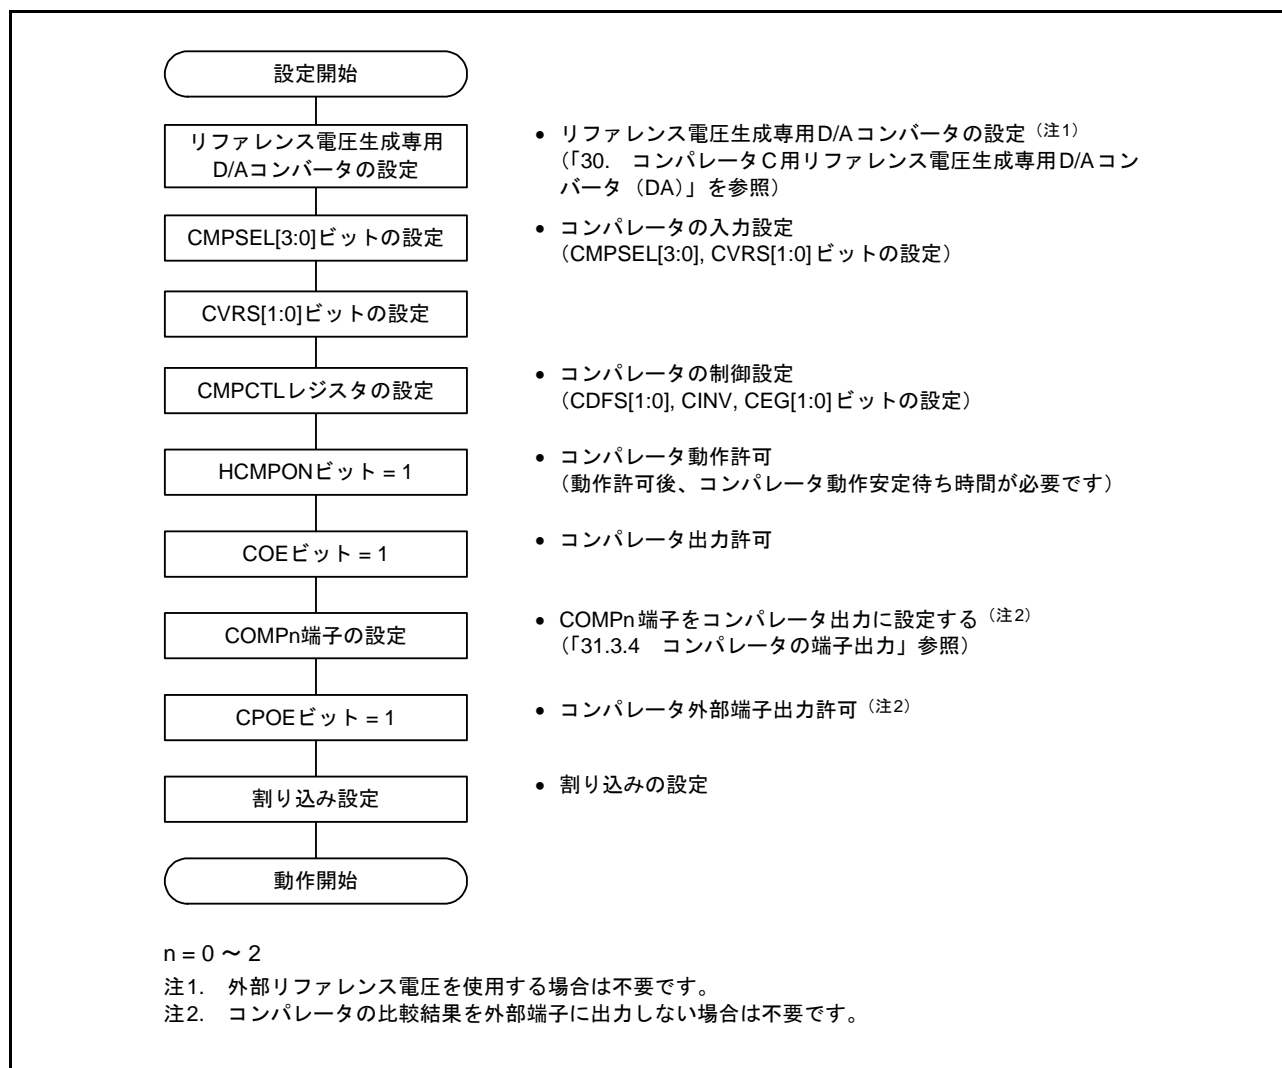 設定開始
リファレンス電圧生成専用
D/Aコンバータの設定
• リファレンス電圧生成専用D/Aコンバータの設定（注1）
（「30.　コンパレータC用リファレンス電圧生成専用D/Aコン
バータ（DA）」を参照）
CMPSEL[3:0]ビットの設定
• コンパレータの入力設定
（CMPSEL[3:0], CVRS[1:0]ビットの設定）
CVRS[1:0]ビットの設定
CMPCTLレジスタの設定
• コンパレータの制御設定
（CDFS[1:0], CINV, CEG[1:0]ビットの設定）
HCMPONビット = 1
• コンパレータ動作許可
（動作許可後、コンパレータ動作安定待ち時間が必要です）
COEビット = 1
• コンパレータ出力許可
COMPn端子の設定
• COMPn端子をコンパレータ出力に設定する（注2）
（「31.3.4　コンパレータの端子出力」参照）
CPOEビット = 1
• コンパレータ外部端子出力許可（注2）
割り込み設定
• 割り込みの設定
動作開始
n = 0 ～ 2
注1.　外部リファレンス電圧を使用する場合は不要です。
注2.　コンパレータの比較結果を外部端子に出力しない場合は不要です。